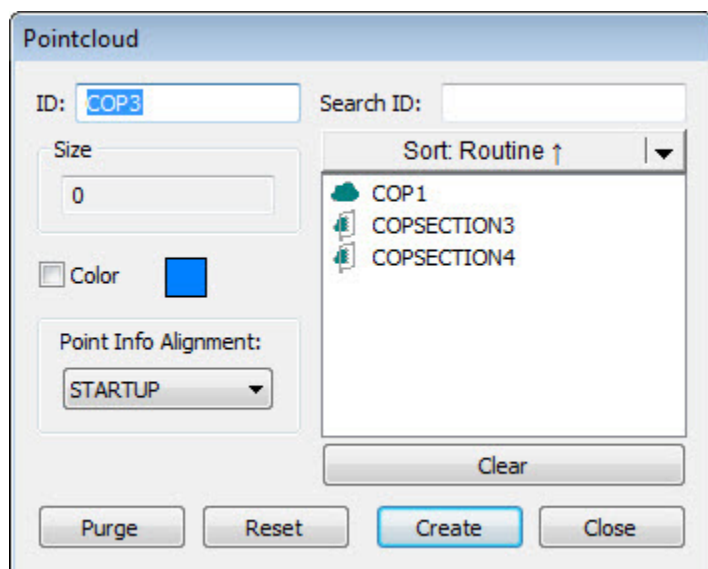 Pointcloud
ID: COP3
Search ID:
Size
0
Color
Point Info Alignment:
STARTUP
Sort: Routine ↑
COP1
COPSECTION3
COPSECTION4
Clear
Purge
Reset
Create
Close